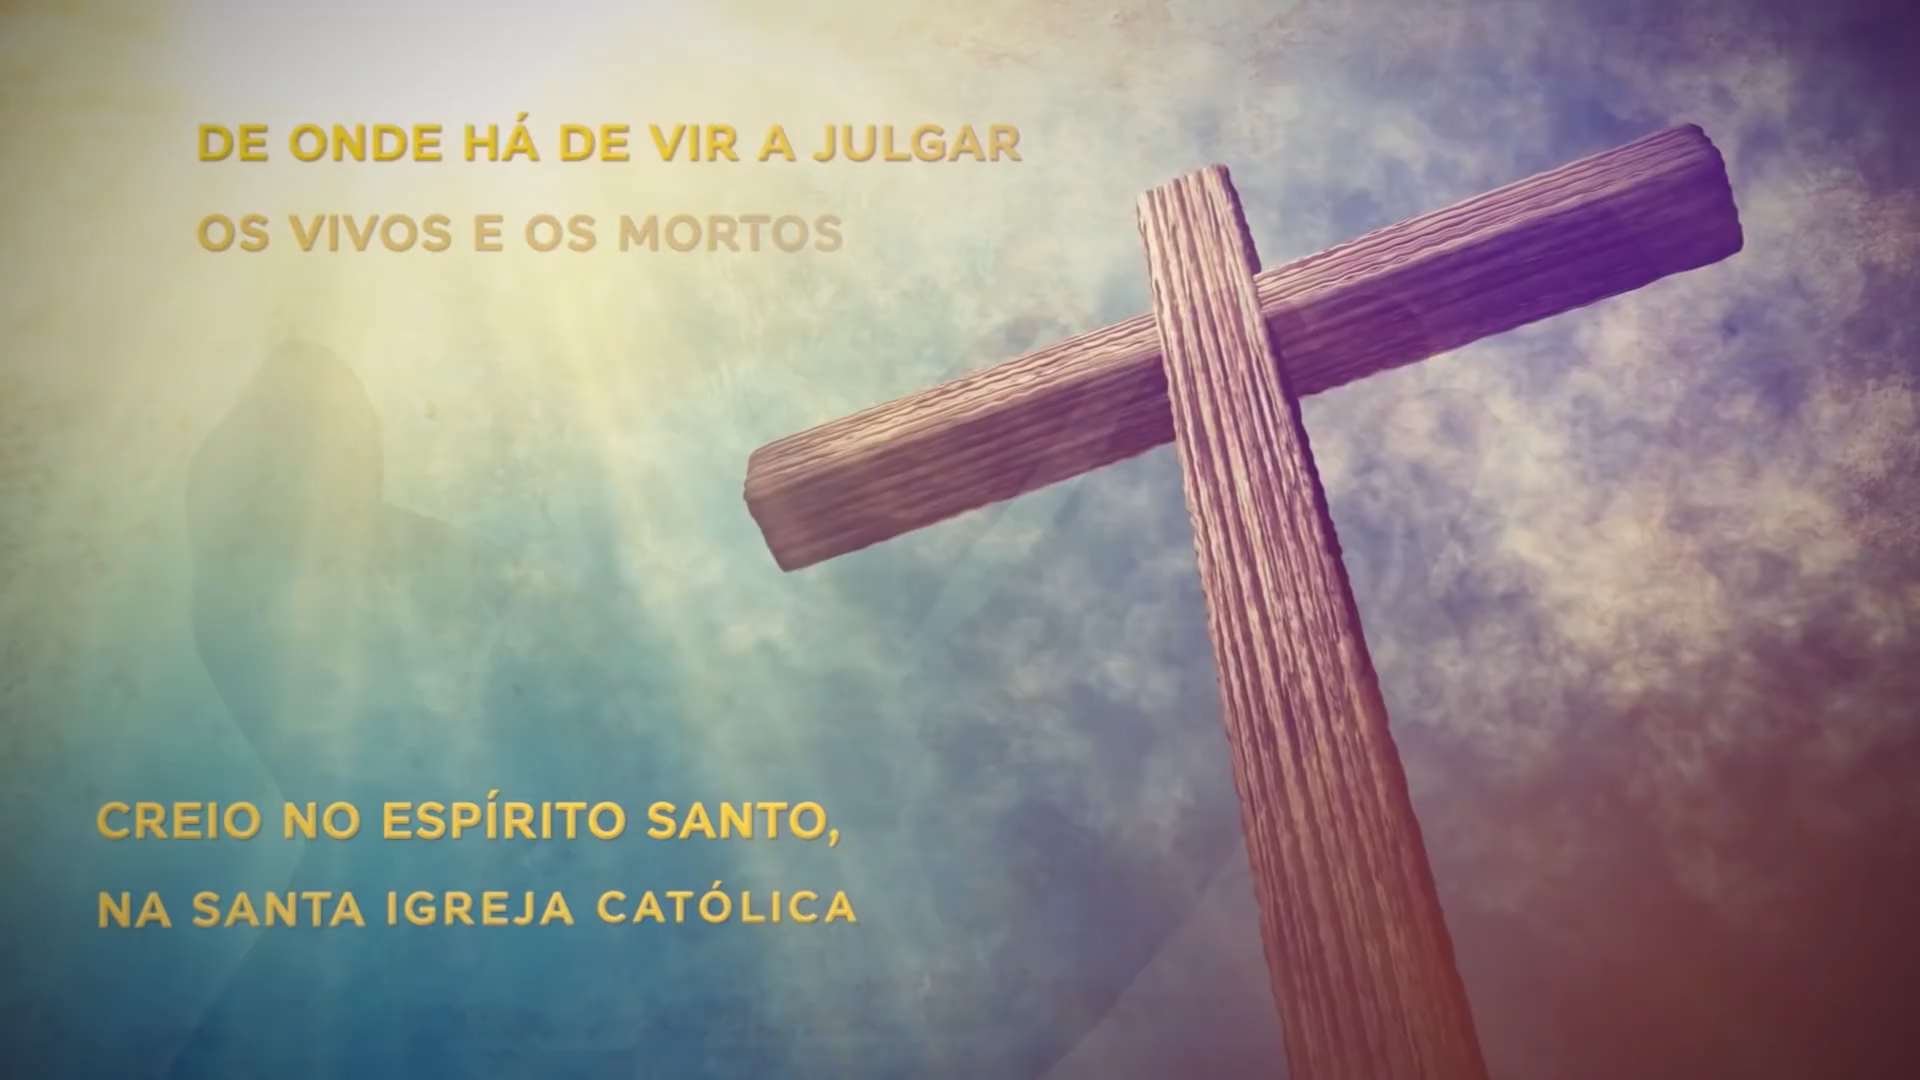 DE ONDE HÁ DE VIR A JULGAR
OS VIVOS E OS MORTOS
CREIO NO ESPÍRITO SANTO,
NA SANTA IGREJA CATÓLICA